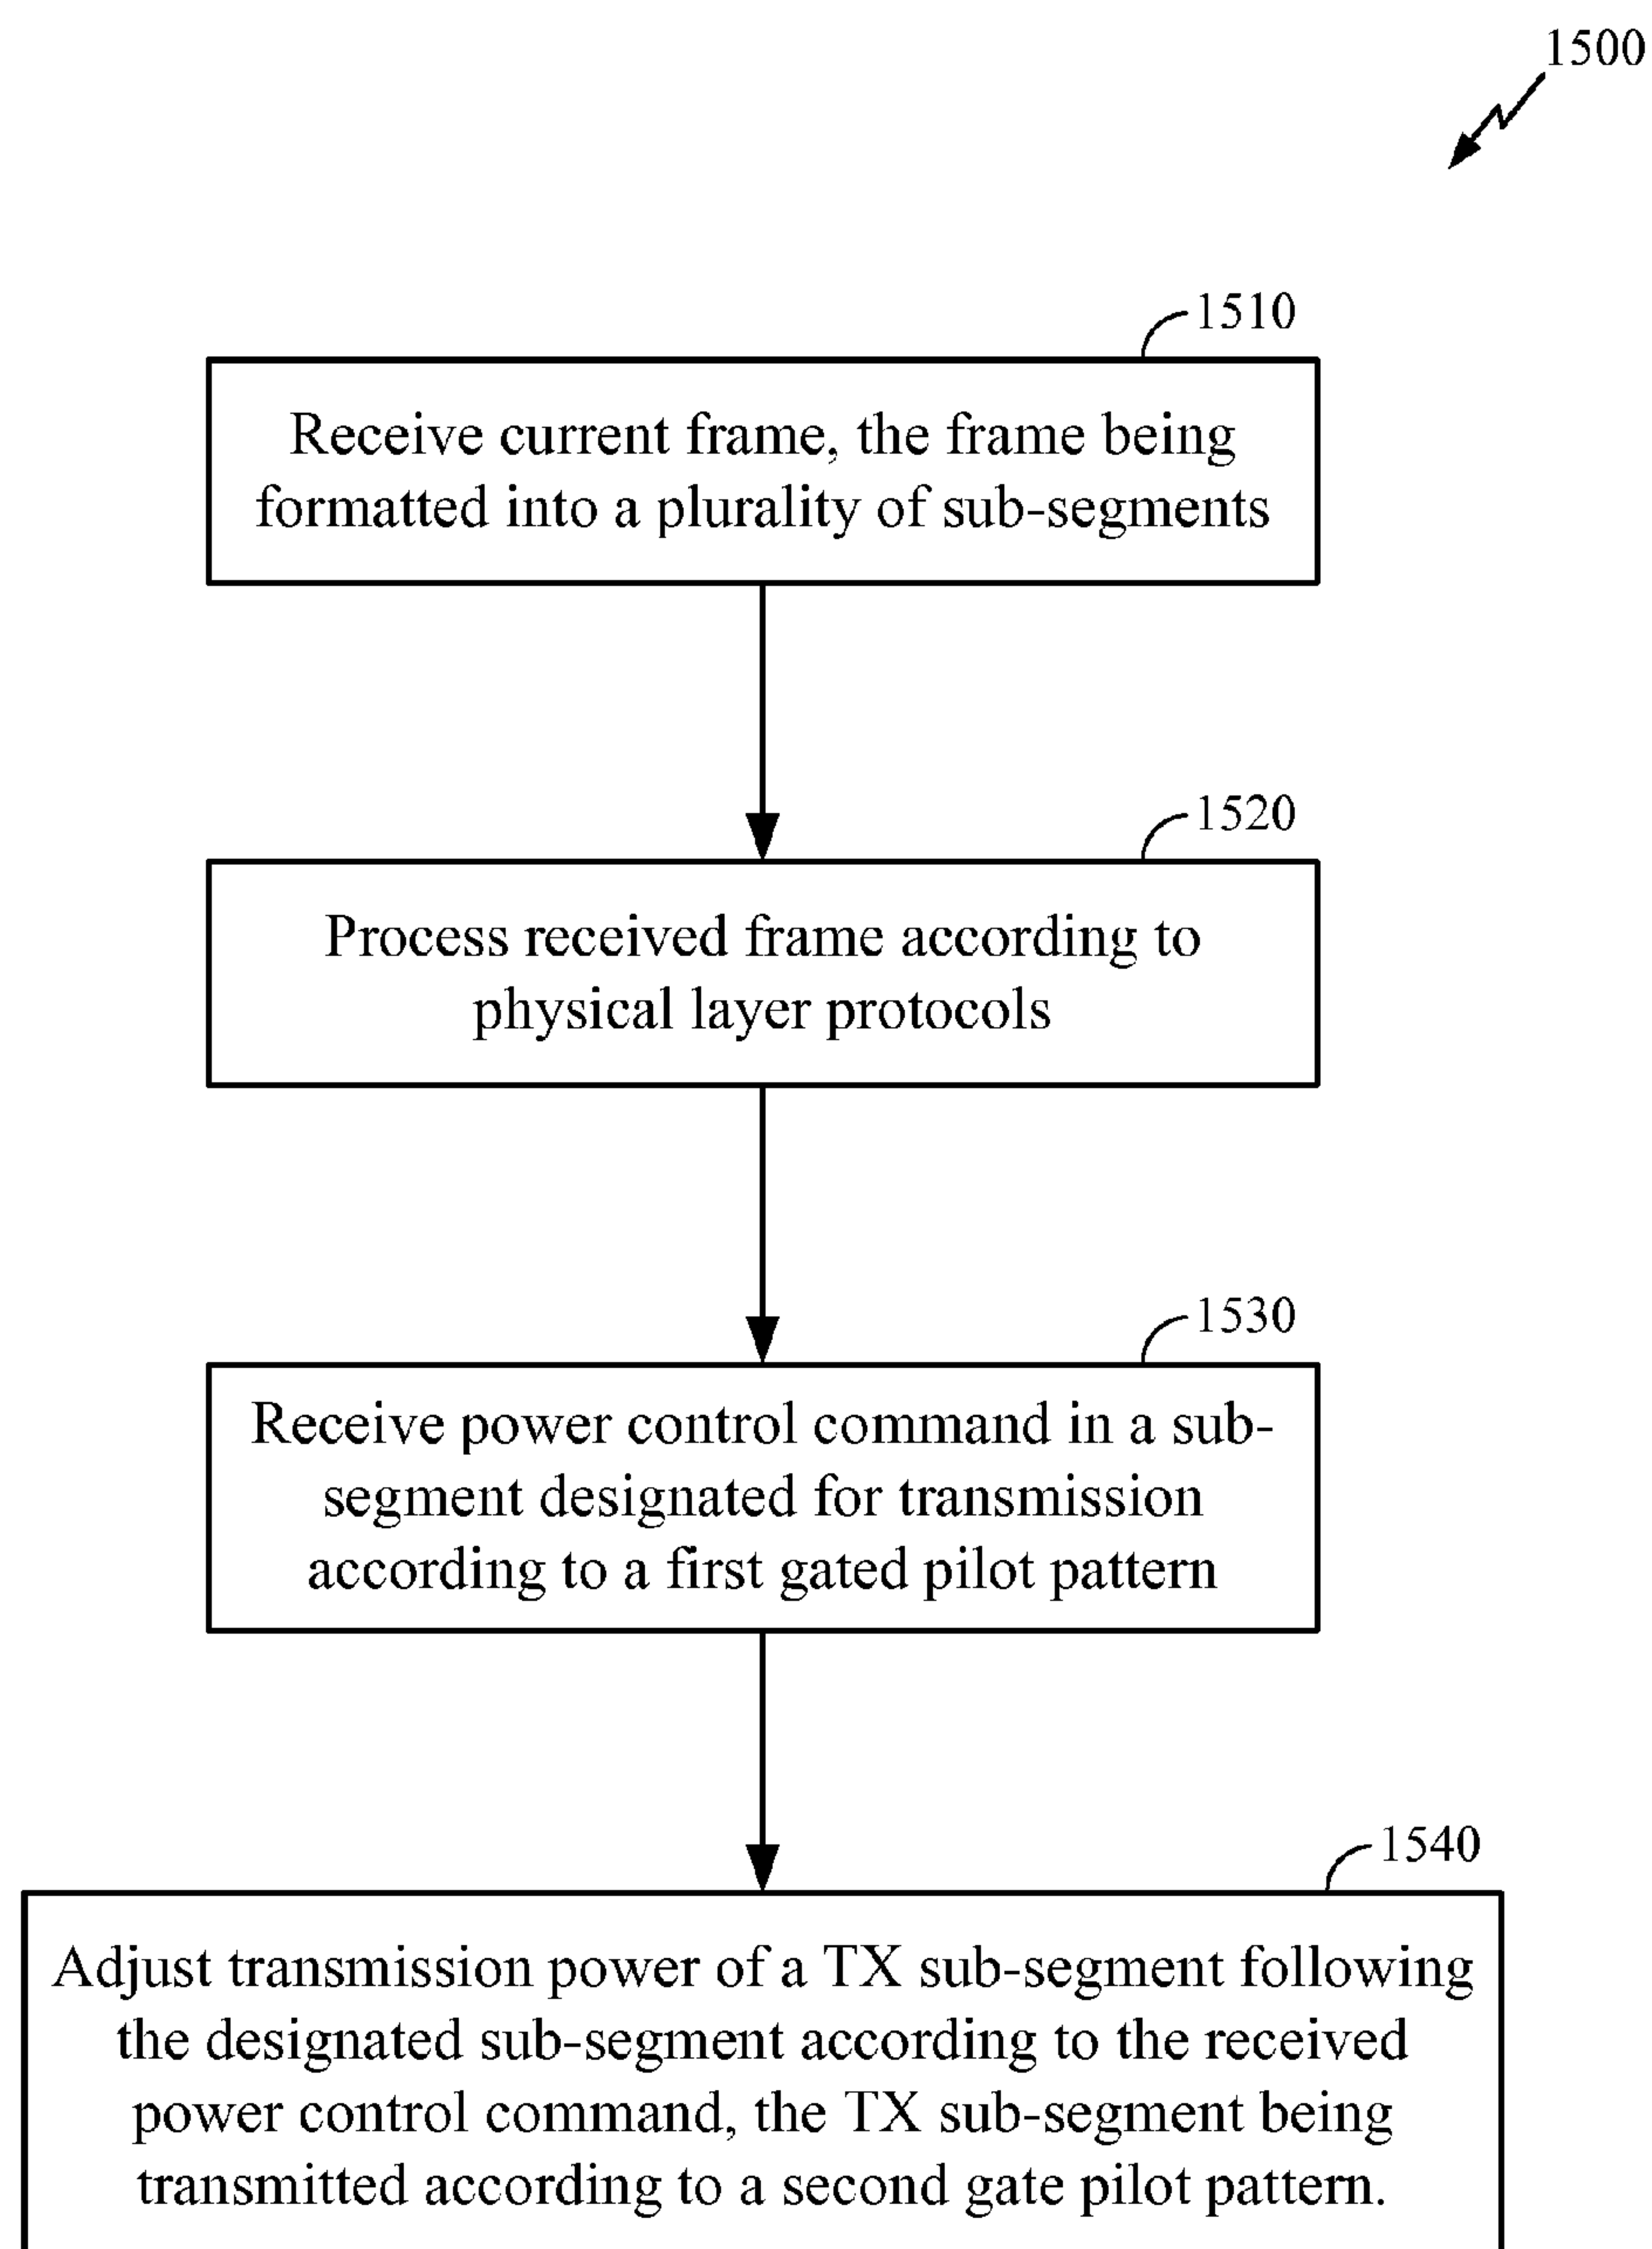 1500
1510
Receive current frame, the frame being
formatted into a plurality of sub-segments
1520
Process received frame according to
physical layer protocols
1530
Receive power control command in a sub-
segment designated for transmission
according to a first gated pilot pattern
1540
Adjust transmission power of a TX sub-segment following
the designated sub-segment according to the received
power control command, the TX sub-segment being
transmitted according to a second gate pilot pattern.